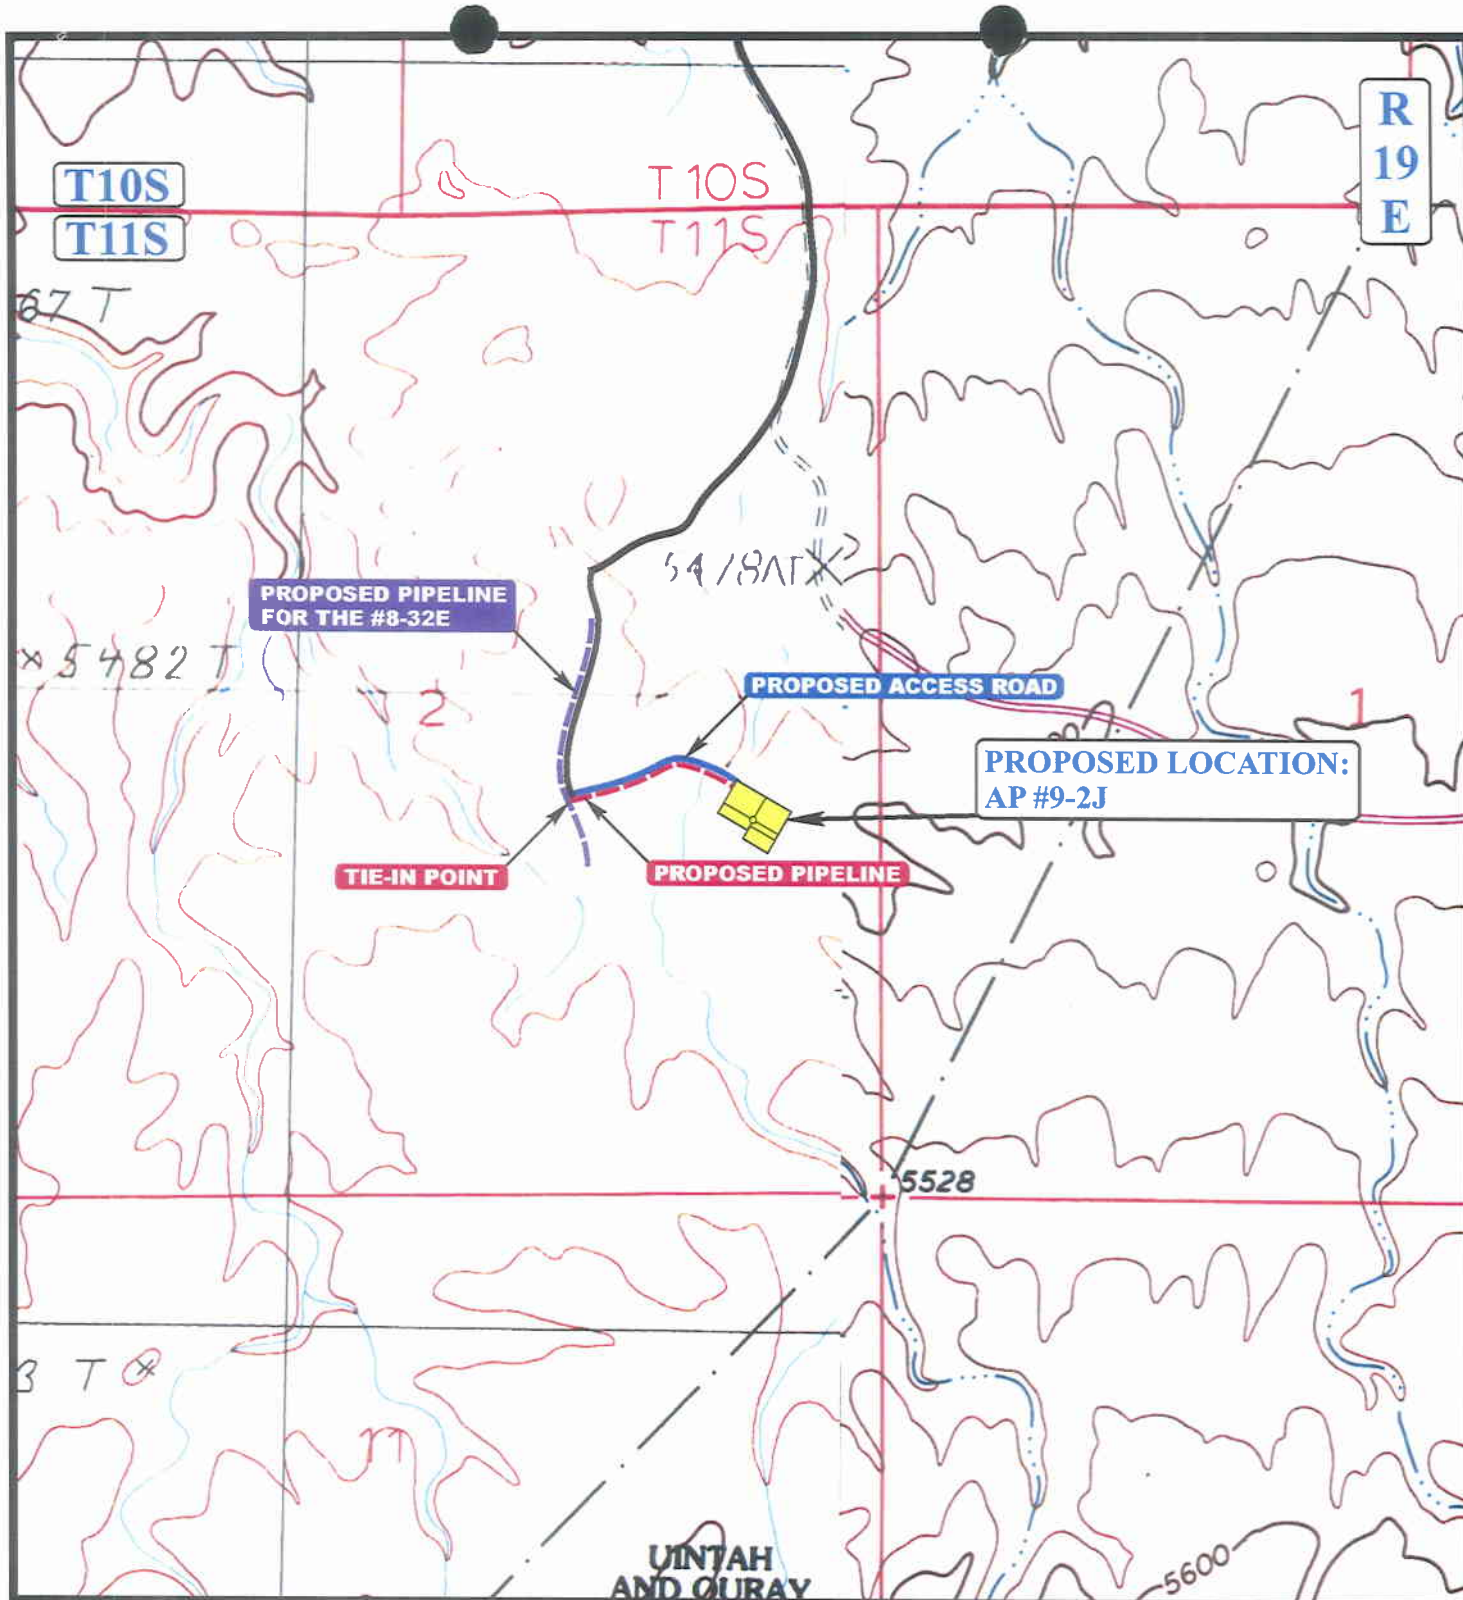 R
19
E
T10S
T 10S
T11S
T 11S
67 T
PROPOSED PIPELINE
FOR THE #8-32E
× 5482 T
PROPOSED ACCESS ROAD
2
1
PROPOSED LOCATION:
AP #9-2J
TIE-IN POINT
PROPOSED PIPELINE
5528
3 T ×
11
UINTAH
AND OURAY
5600